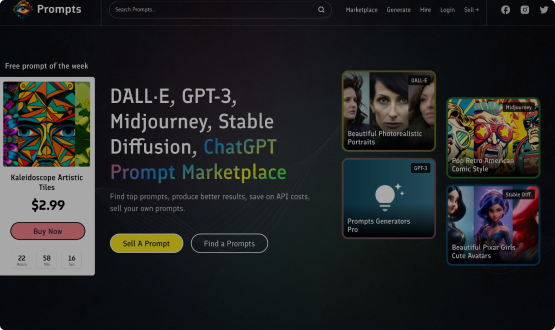 Prompts
Search Prompts...
Marketplace
Generate
Hire
Login
Sell +
Free prompt of the week
Kaleidoscope Artistic
Tiles
$2.99
Buy Now
22
58
16
DALL·E, GPT-3,
Midjourney, Stable
Diffusion, ChatGPT
Prompt Marketplace
Find top prompts, produce better results, save on API costs,
sell your own prompts.
Sell A Prompt
Find a Prompts
DALL-E
Beautiful Photorealistic
Portraits
GPT-3
Prompts Generators
Pro
Midjourney
Pop Retro American
Comic Style
Stable Diff.
Beautiful Pixar Girls
Cute Avatars